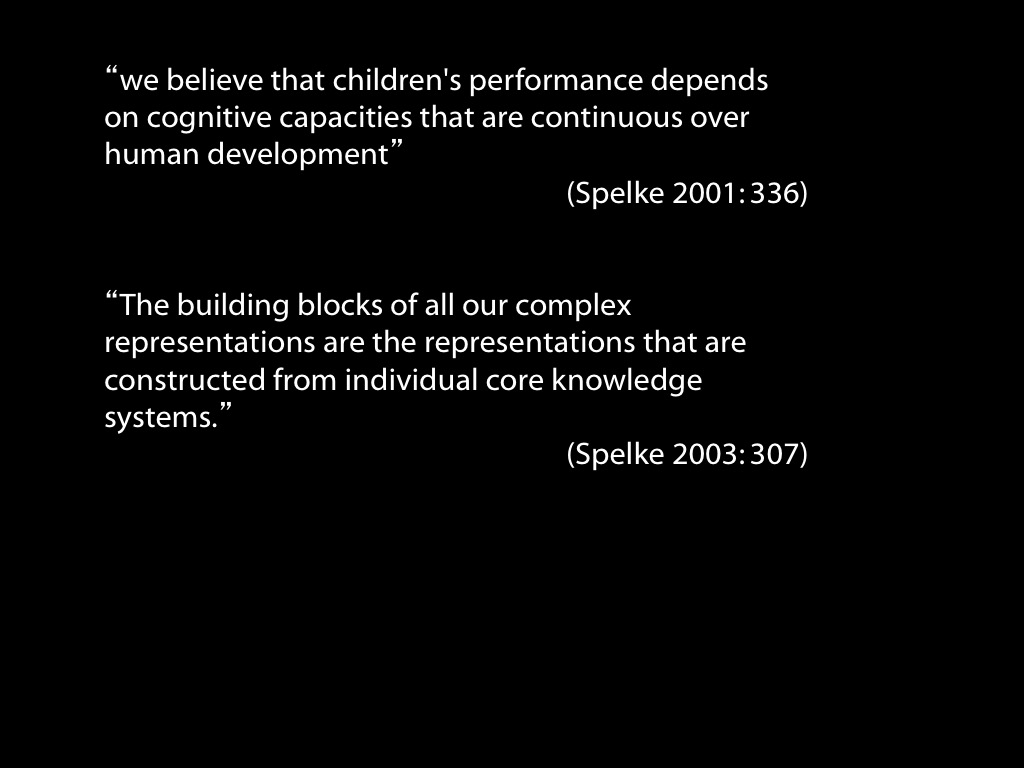 “we believe that children's performance depends
on cognitive capacities that are continuous over
human development”
(Spelke 2001: 336)
“The building blocks of all our complex
representations are the representations that are
constructed from individual core knowledge
systems.”
(Spelke 2003: 307)